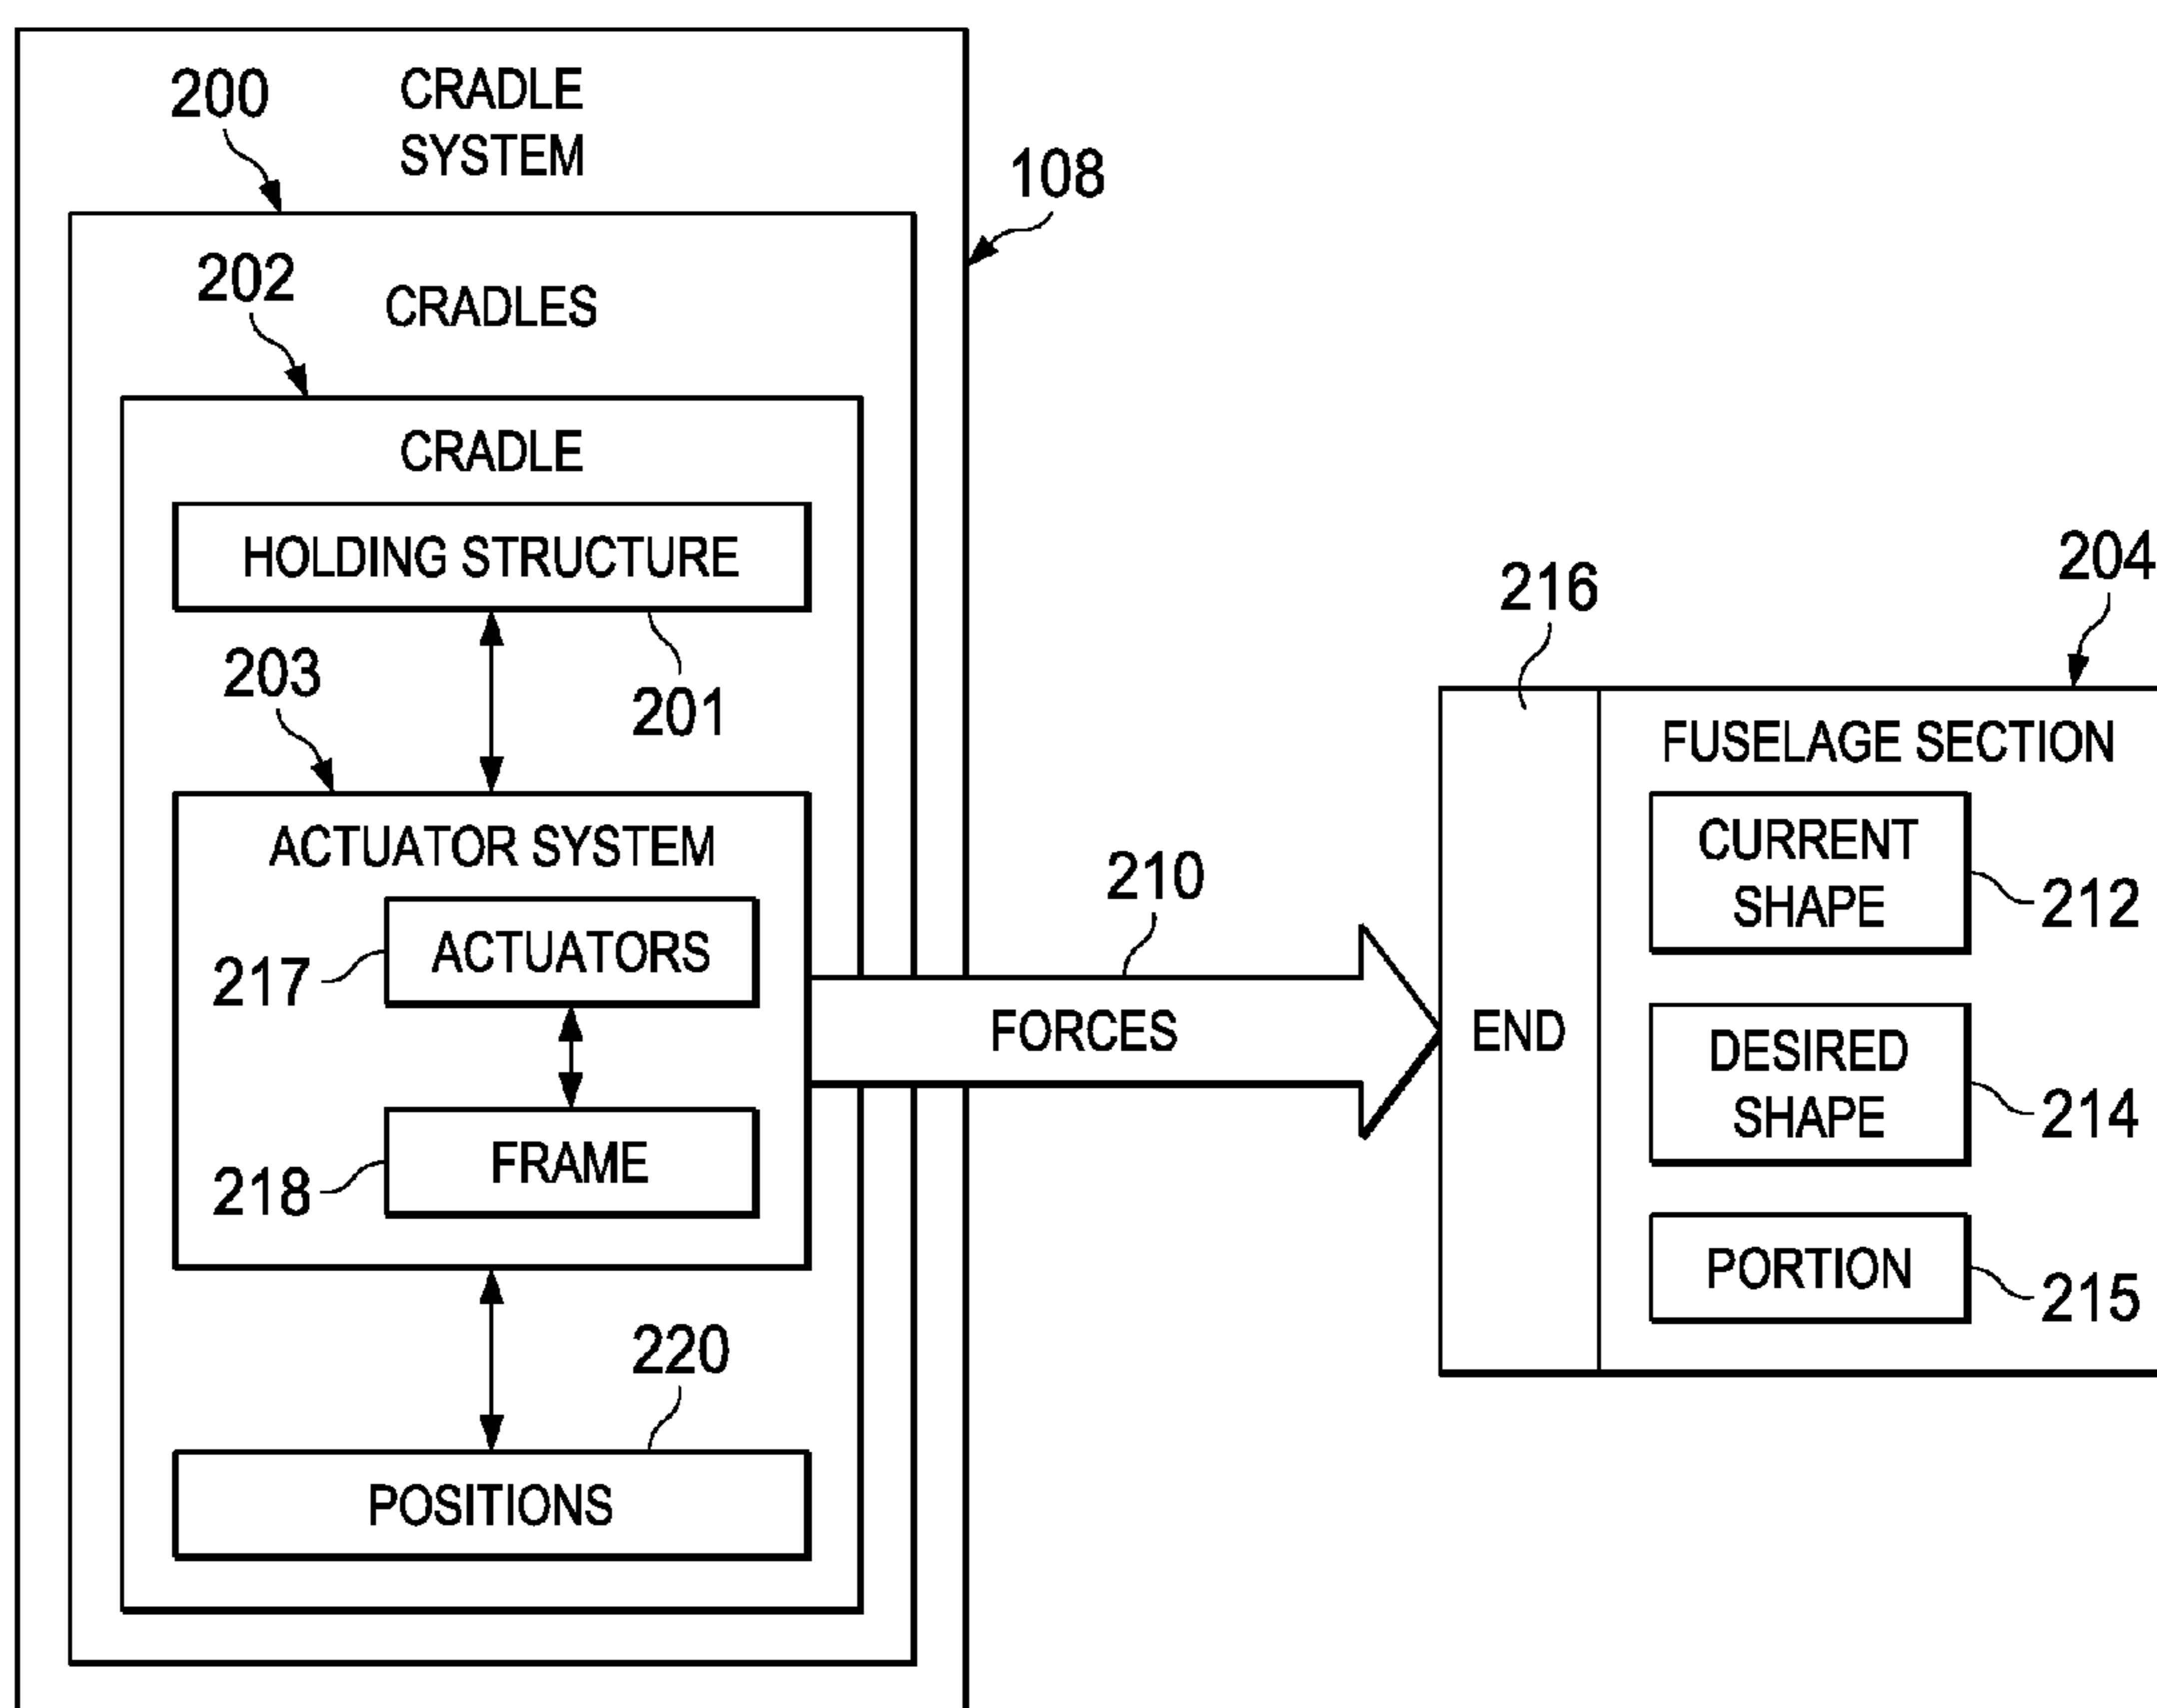 200
CRADLE
SYSTEM
108
202
CRADLES
CRADLE
HOLDING STRUCTURE
201
203
ACTUATOR SYSTEM
217
ACTUATORS
218
FRAME
220
POSITIONS
210
FORCES
216
END
204
FUSELAGE SECTION
CURRENT
SHAPE
212
DESIRED
SHAPE
214
PORTION
215